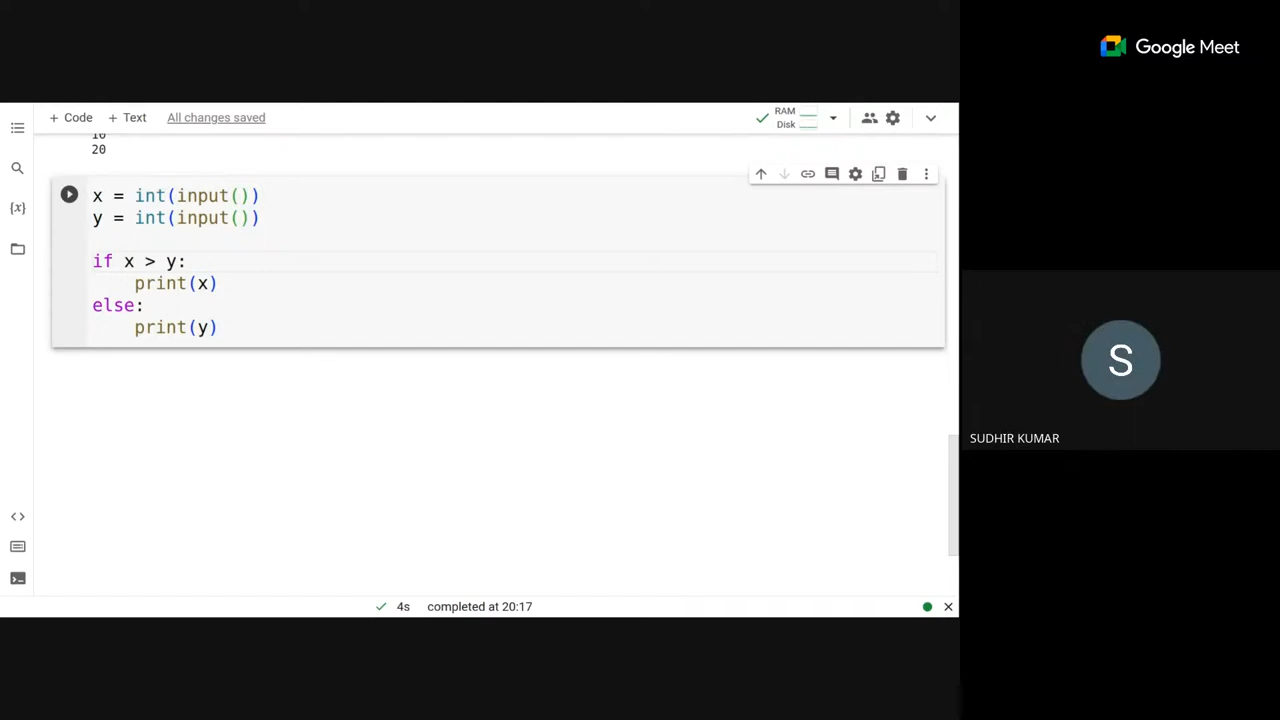 Google Meet
+ Code + Text All changes saved
RAM
Disk
10
20
{x}
x = int(input())
y = int(input())
if x > y:
    print(x)
else:
    print(y)
S
SUDHIR KUMAR
<>
4s completed at 20:17